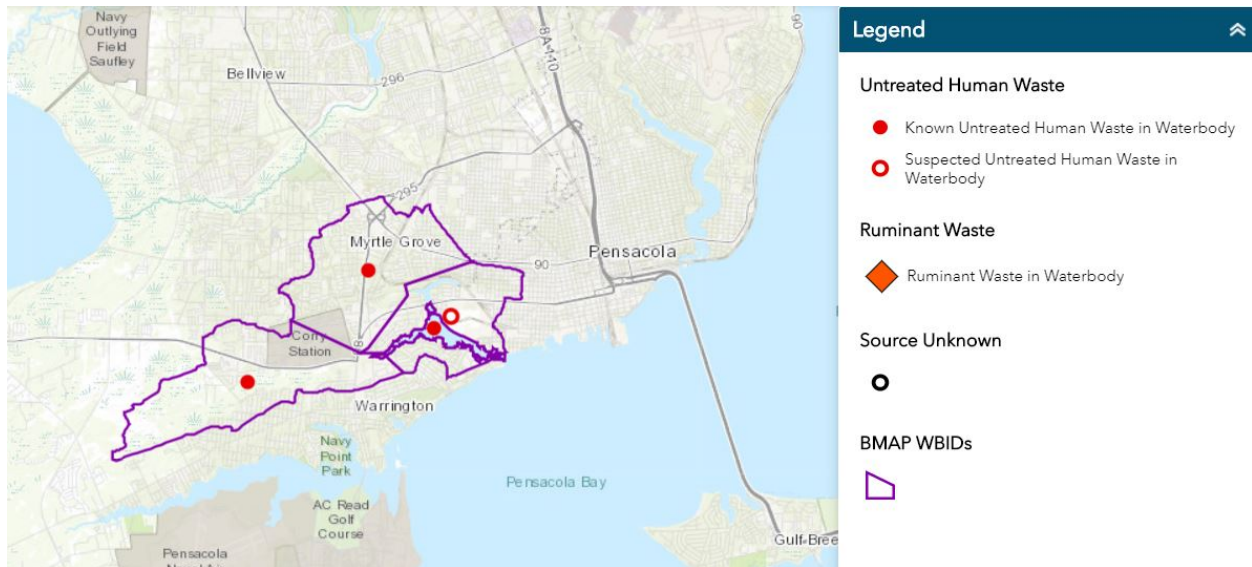 Navy
Outlying
Field
Saufley
Bellview
296
8A-110
90
295
Myrtle Grove
Pensacola
90
Corry
Station
Warrington
Navy
Point
Park
Pensacola Bay
AC Read
Golf
Course
Pensacola
Gulf Bree
Legend
Untreated Human Waste
Known Untreated Human Waste in Waterbody
Suspected Untreated Human Waste in
Waterbody
Ruminant Waste
Ruminant Waste in Waterbody
Source Unknown
BMAP WBIDs